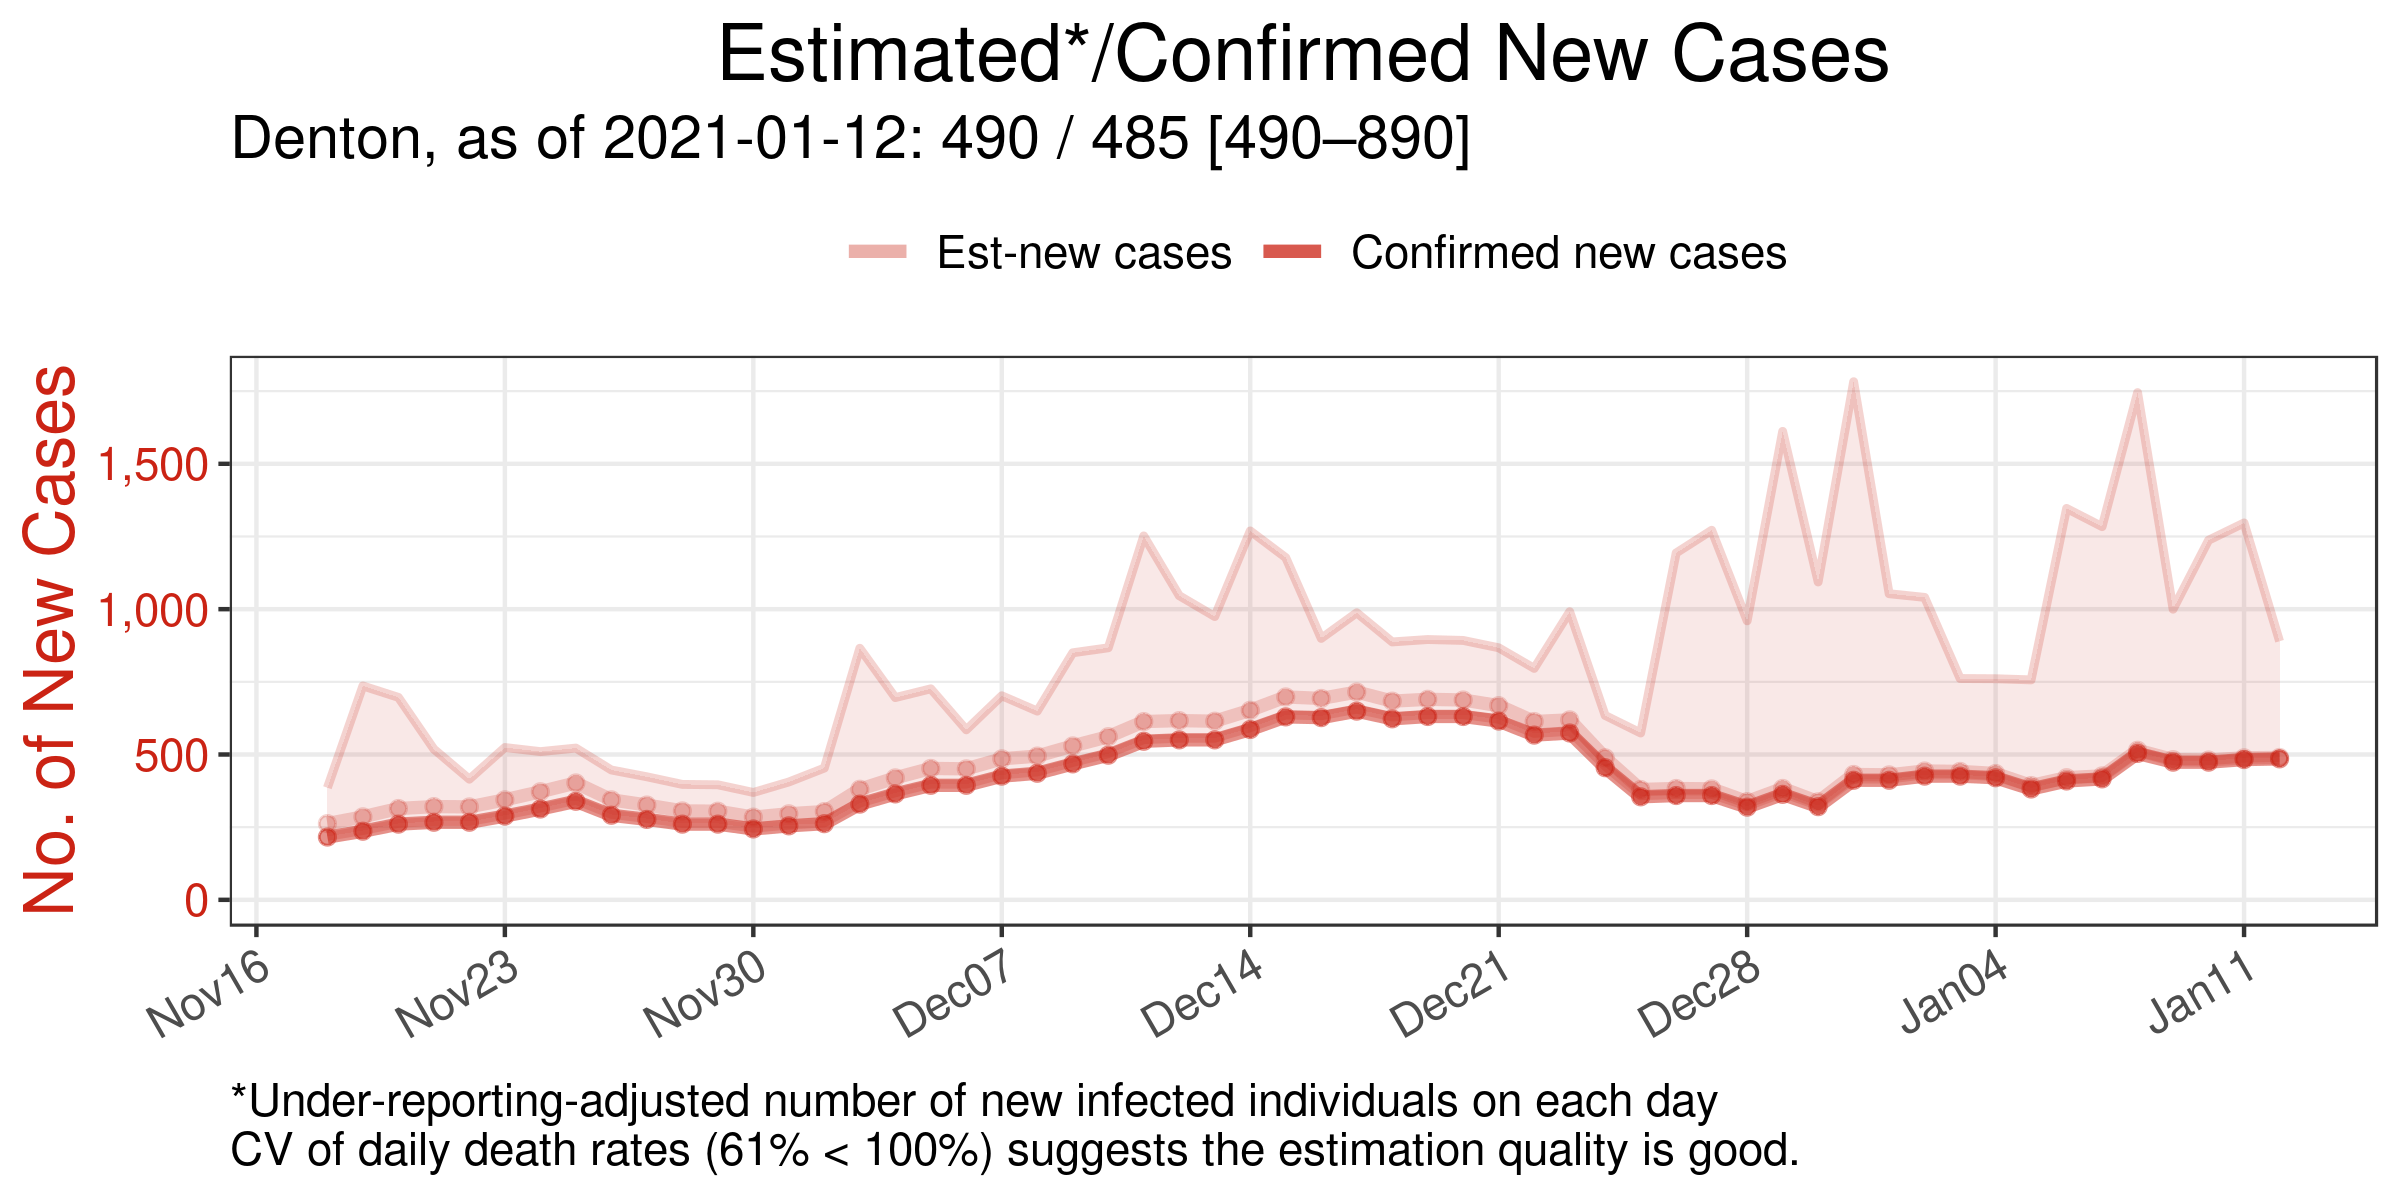 Estimated*/Confirmed New Cases
Denton, as of 2021-01-12: 490 / 485 [490–890]
Est-new cases
Confirmed new cases
No. of New Cases
1,500
1,000
500
0
Nov16
Nov23
Nov30
Dec07
Dec14
Dec21
Dec28
Jan04
Jan11
*Under-reporting-adjusted number of new infected individuals on each day
CV of daily death rates (61% < 100%) suggests the estimation quality is good.